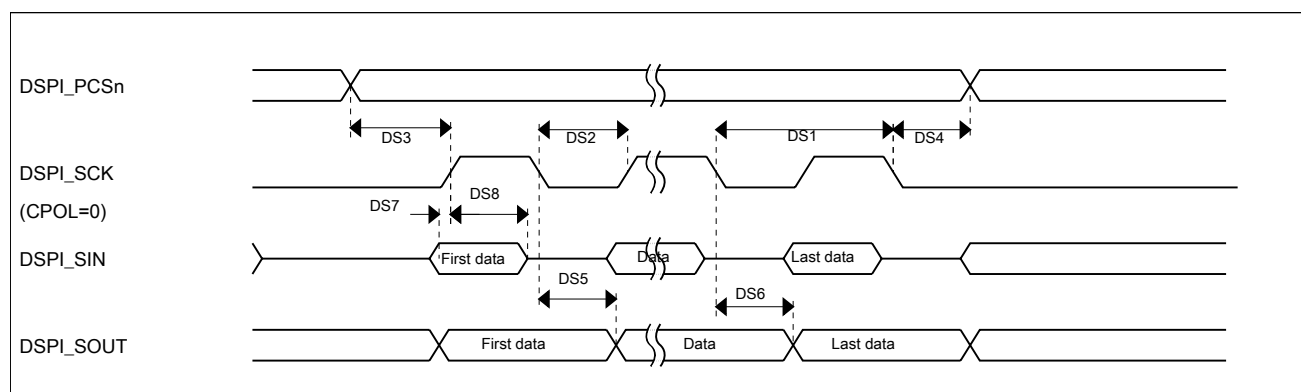 DSPI_PCSn
DS3
DS2
DS1
DS4
DSPI_SCK
(CPOL=0)
DS7
DS8
DSPI_SIN
First data
Data
Last data
DS5
DS6
DSPI_SOUT
First data
Data
Last data